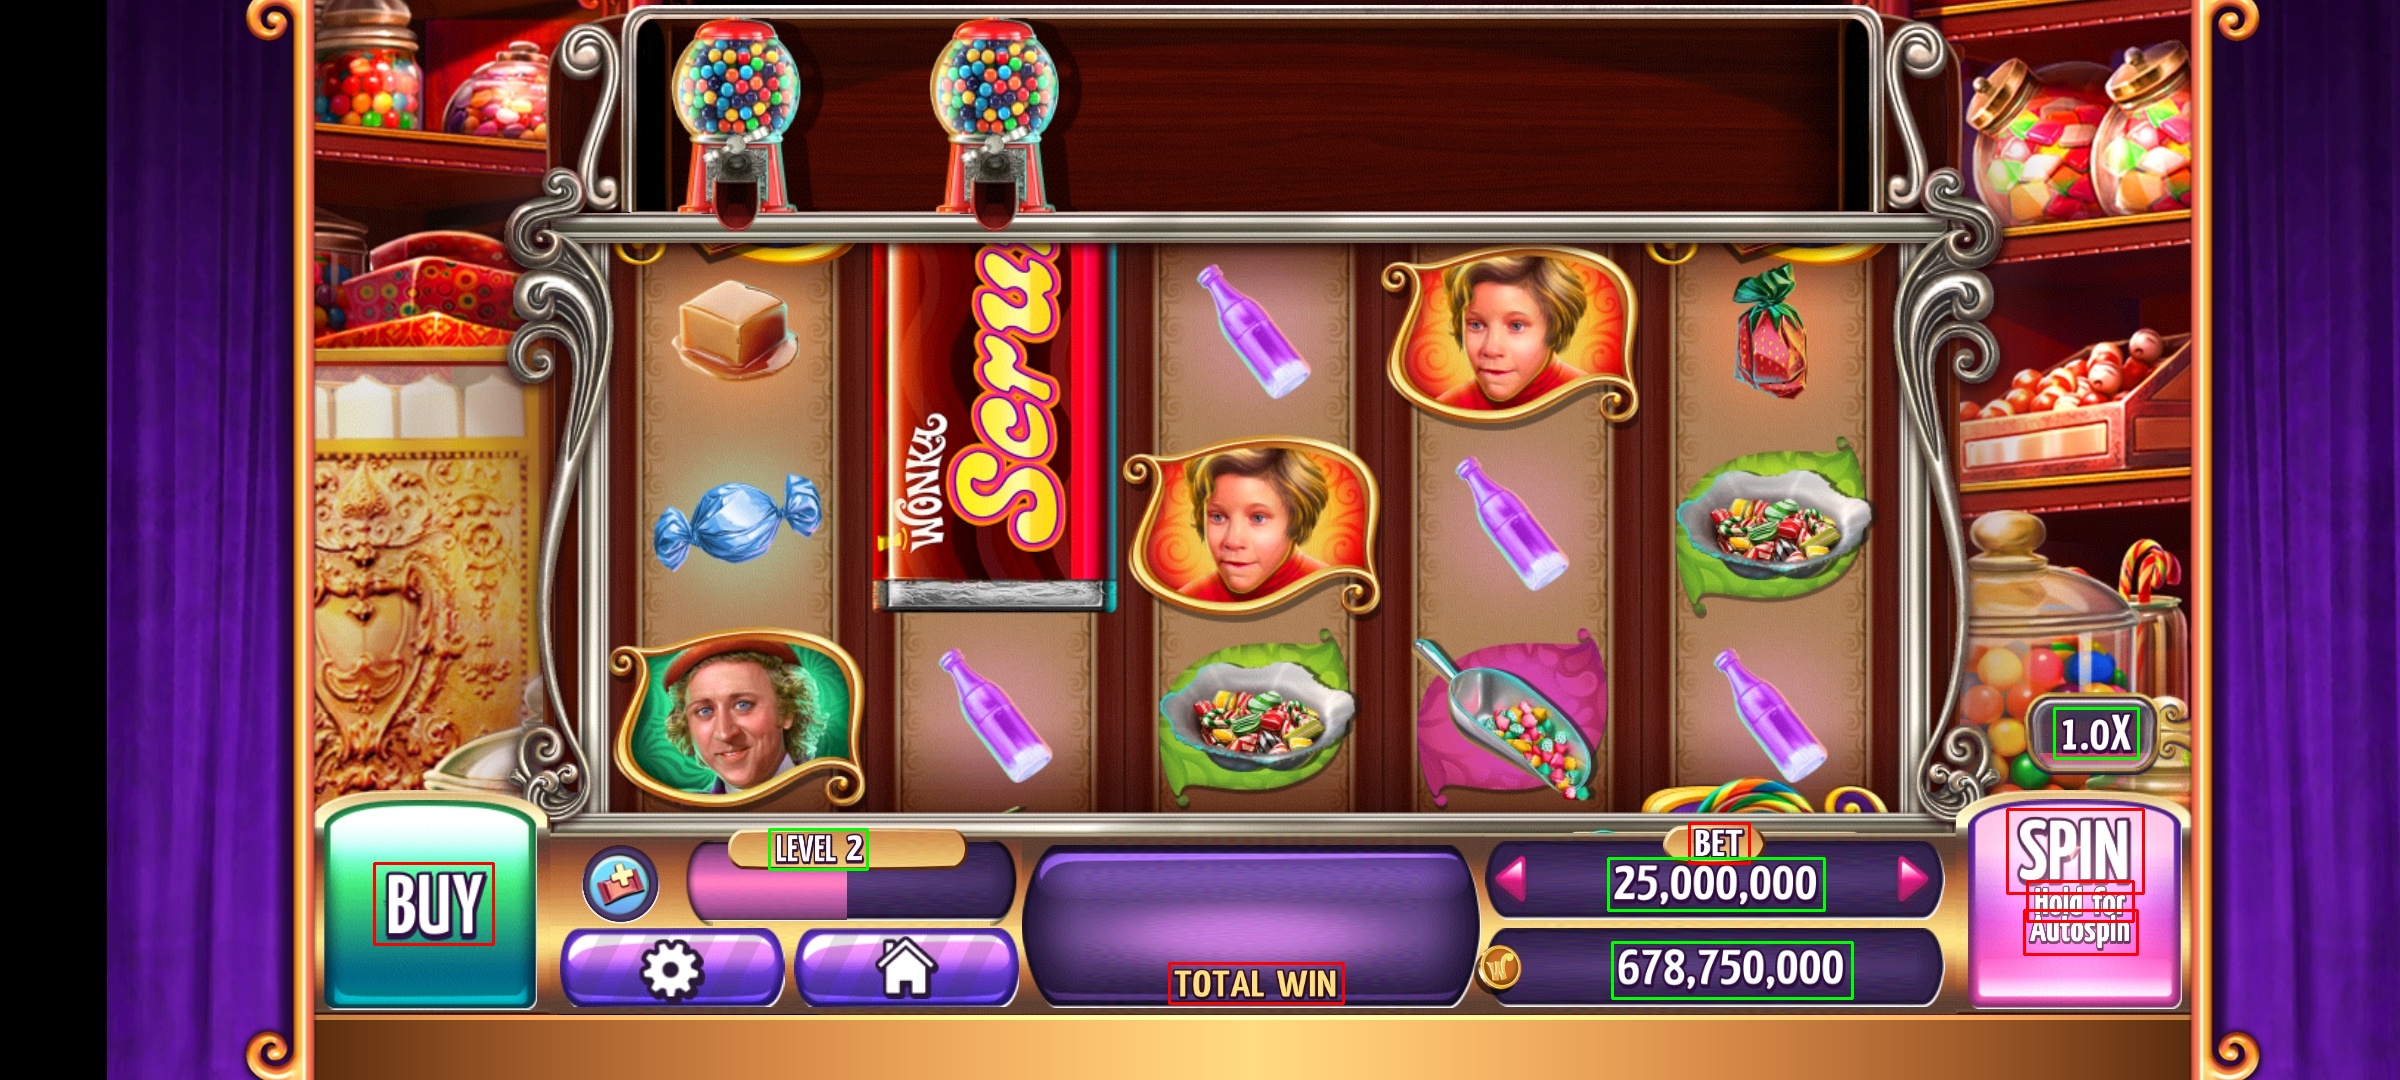 WONKA
Scru
1.0X
LEVEL 2
BET
25,000,000
SPIN
Hold for
Autospin
BUY
678,750,000
TOTAL WIN